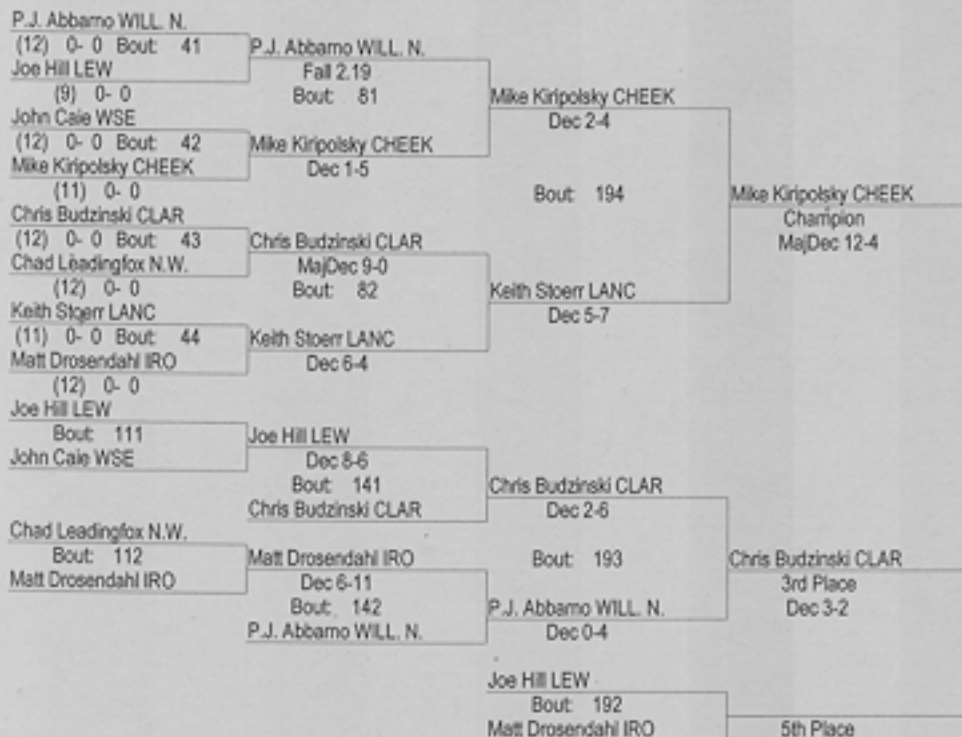 P.J. Abbamo WILL. N.
(12) 0- 0 Bout: 41
Joe Hill LEW
(9) 0- 0
John Caie WSE
(12) 0- 0 Bout: 42
Mike Kiripolsky CHEEK
(11) 0- 0
Chris Budzinski CLAR
(12) 0- 0 Bout: 43
Chad Leadingfox N.W.
(12) 0- 0
Keith Stoerr LANC
(11) 0- 0 Bout: 44
Matt Drosendahl IRO
(12) 0- 0
Joe Hill LEW
Bout: 111
John Caie WSE
Chad Leadingfox N.W.
Bout: 112
Matt Drosendahl IRO
P.J. Abbamo WILL. N.
Fall 2.19
Bout: 81
Mike Kiripolsky CHEEK
Dec 1-5
Chris Budzinski CLAR
MajDec 9-0
Bout: 82
Keith Stoerr LANC
Dec 6-4
Joe Hill LEW
Dec 8-6
Bout: 141
Chris Budzinski CLAR
Matt Drosendahl IRO
Dec 6-11
Bout: 142
P.J. Abbamo WILL. N.
Mike Kiripolsky CHEEK
Dec 2-4
Bout: 194
Keith Stoerr LANC
Dec 5-7
Chris Budzinski CLAR
Dec 2-6
Bout: 193
P.J. Abbamo WILL. N.
Dec 0-4
Joe Hill LEW
Bout: 192
Matt Drosendahl IRO
Mike Kiripolsky CHEEK
Champion
MajDec 12-4
Chris Budzinski CLAR
3rd Place
Dec 3-2
5th Place